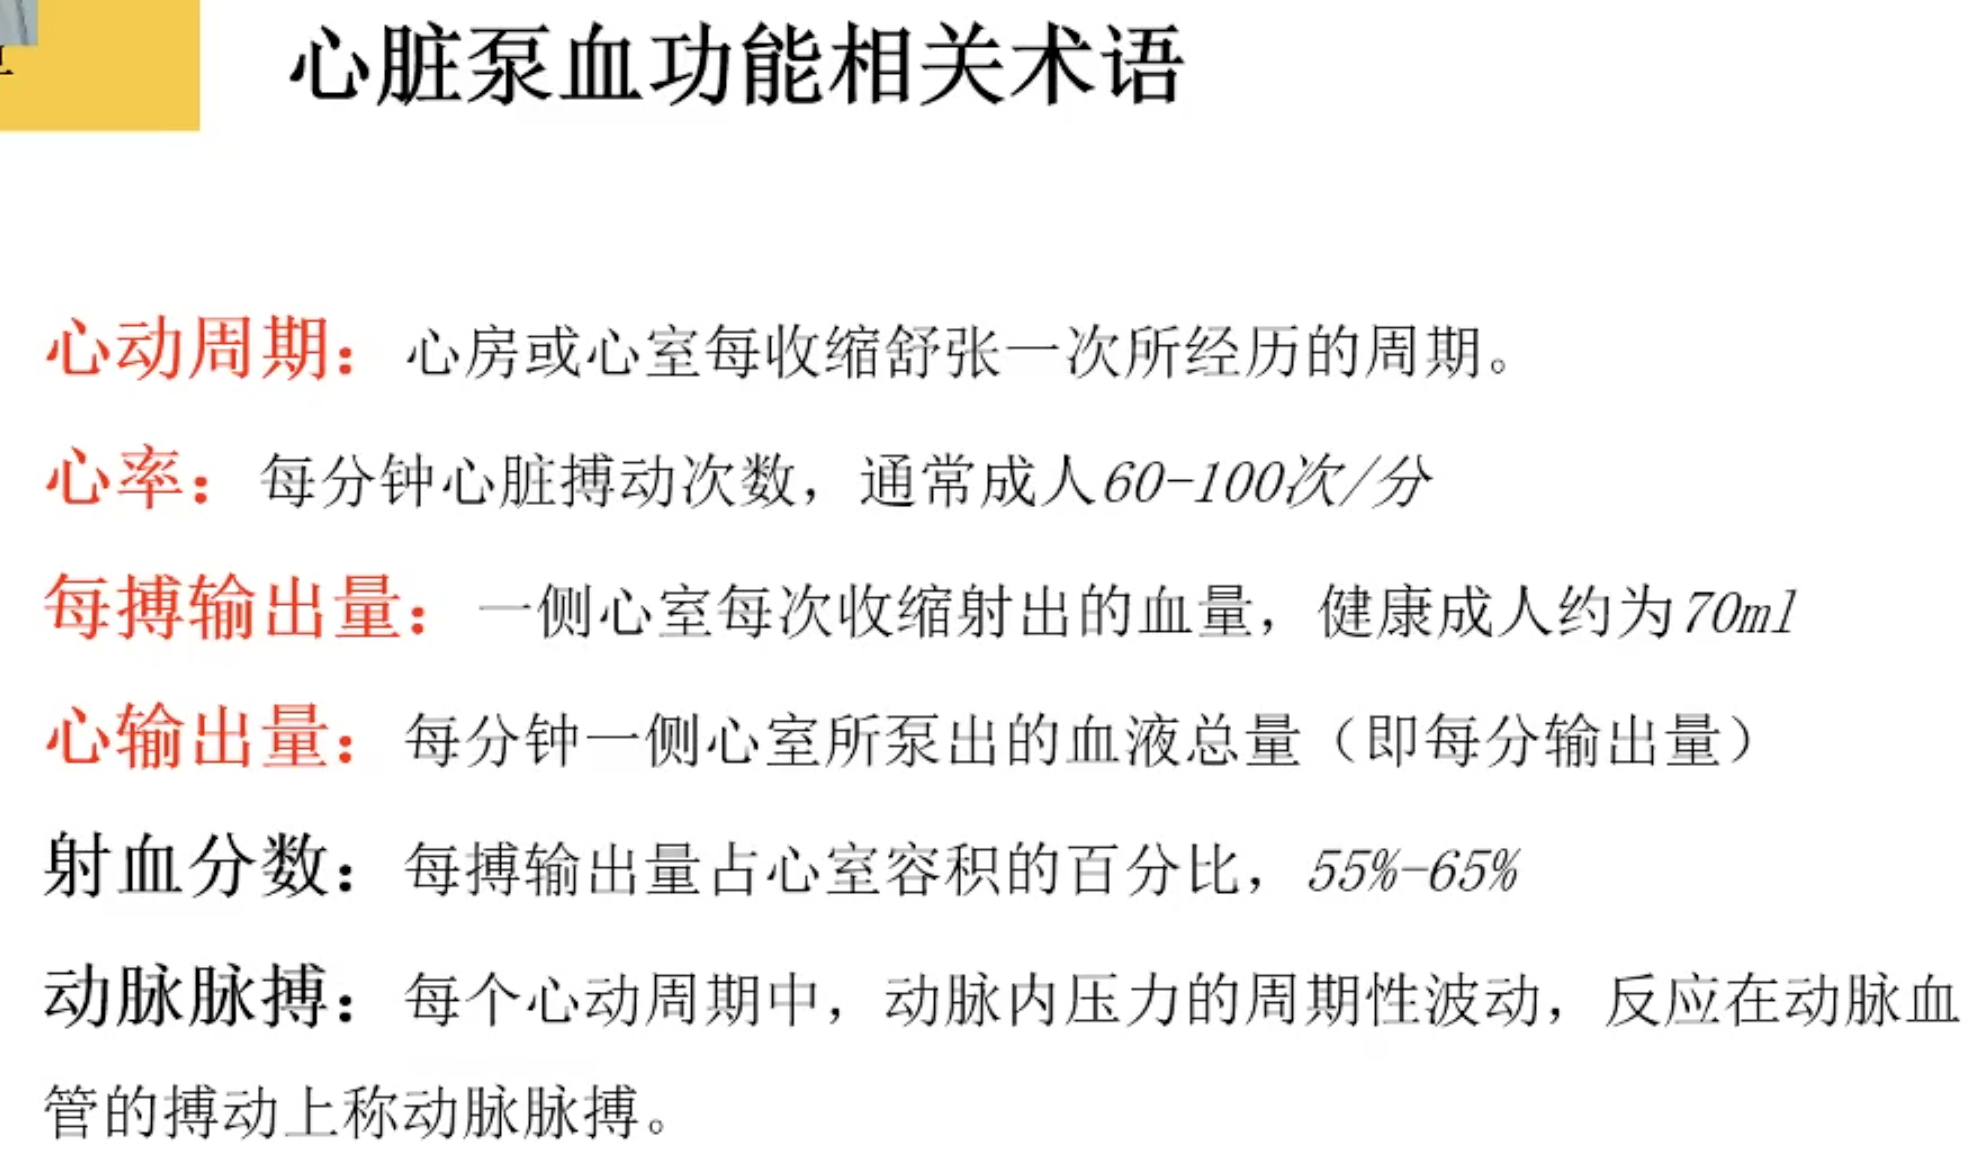 心脏泵血功能相关术语
心动周期：心房或心室每收缩舒张一次所经历的周期。
心率：每分钟心脏搏动次数，通常成人60-100次/分
每搏输出量：一侧心室每次收缩射出的血量，健康成人约为70ml
心输出量：每分钟一侧心室所泵出的血液总量（即每分输出量）
射血分数：每搏输出量占心室容积的百分比，55%-65%
动脉脉搏：每个心动周期中，动脉内压力的周期性波动，反应在动脉血
管的搏动上称动脉脉搏。